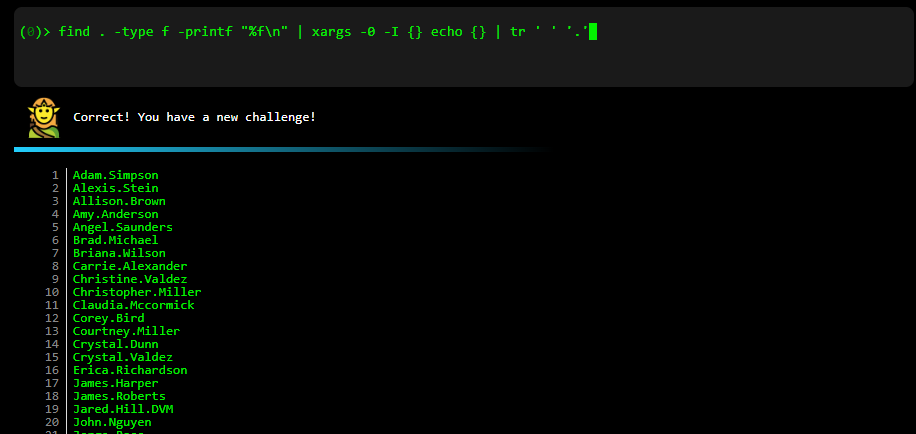 (0)> find . -type f -printf "%f\n" | xargs -0 -I {} echo {} | tr ' ' '.'
Correct! You have a new challenge!
1 Adam.Simpson
2 Alexis.Stein
3 Allison.Brown
4 Amy.Anderson
5 Angel.Saunders
6 Brad.Michael
7 Briana.Wilson
8 Carrie.Alexander
9 Christine.Valdez
10 Christopher.Miller
11 Claudia.Mccormick
12 Corey.Bird
13 Courtney.Miller
14 Crystal.Dunn
15 Crystal.Valdez
16 Erica.Richardson
17 James.Harper
18 James.Roberts
19 Jared.Hill.DVM
20 John.Nguyen